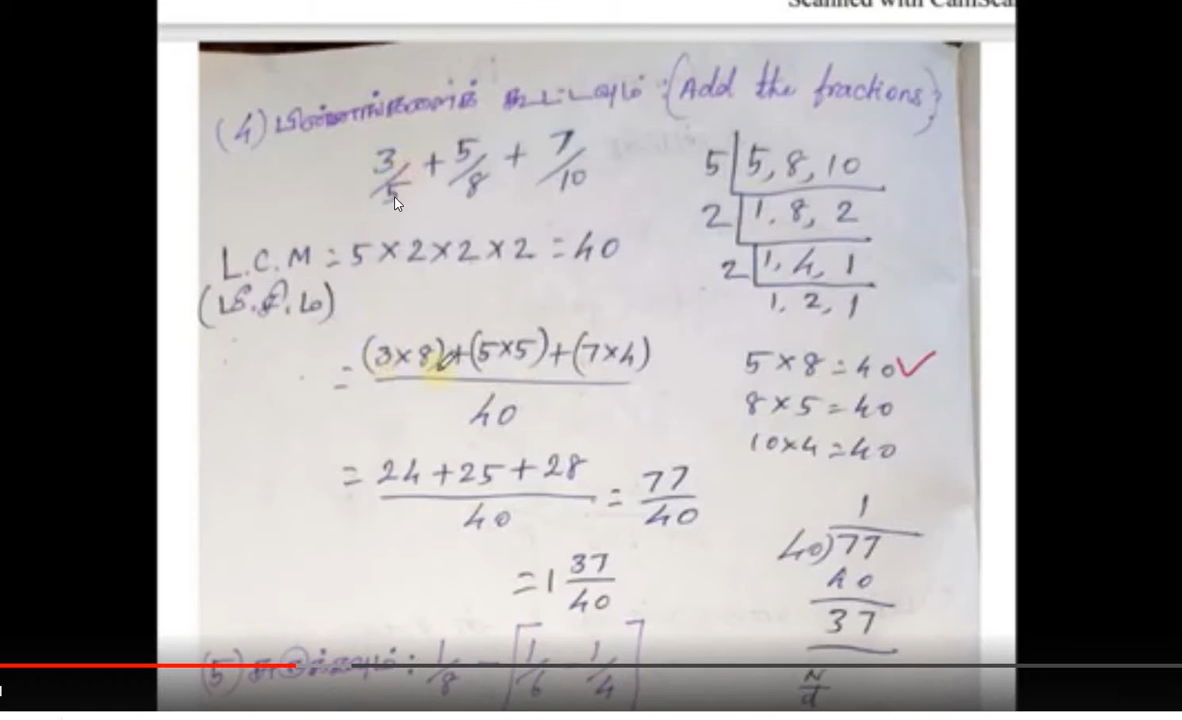 Scanned with CamSca
(4) பின்னங்களைக் கூட்டவும் : {Add the fractions}
3/5 + 5/8 + 7/10
5 | 5, 8, 10
2 | 1, 8, 2
2 | 1, 4, 1
1, 2, 1
L.C.M = 5 × 2 × 2 × 2 = 40
(மீ.சி.ம)
= (3×8) + (5×5) + (7×4)
40
5 × 8 = 40 ✓
8 × 5 = 40
10 × 4 = 40
= 24 + 25 + 28 / 40 = 77/40
= 1 37/40
1
40) 77
40
37
(5) சுருக்கவும் : 1/8 - [1/6 - 1/4]
N/d